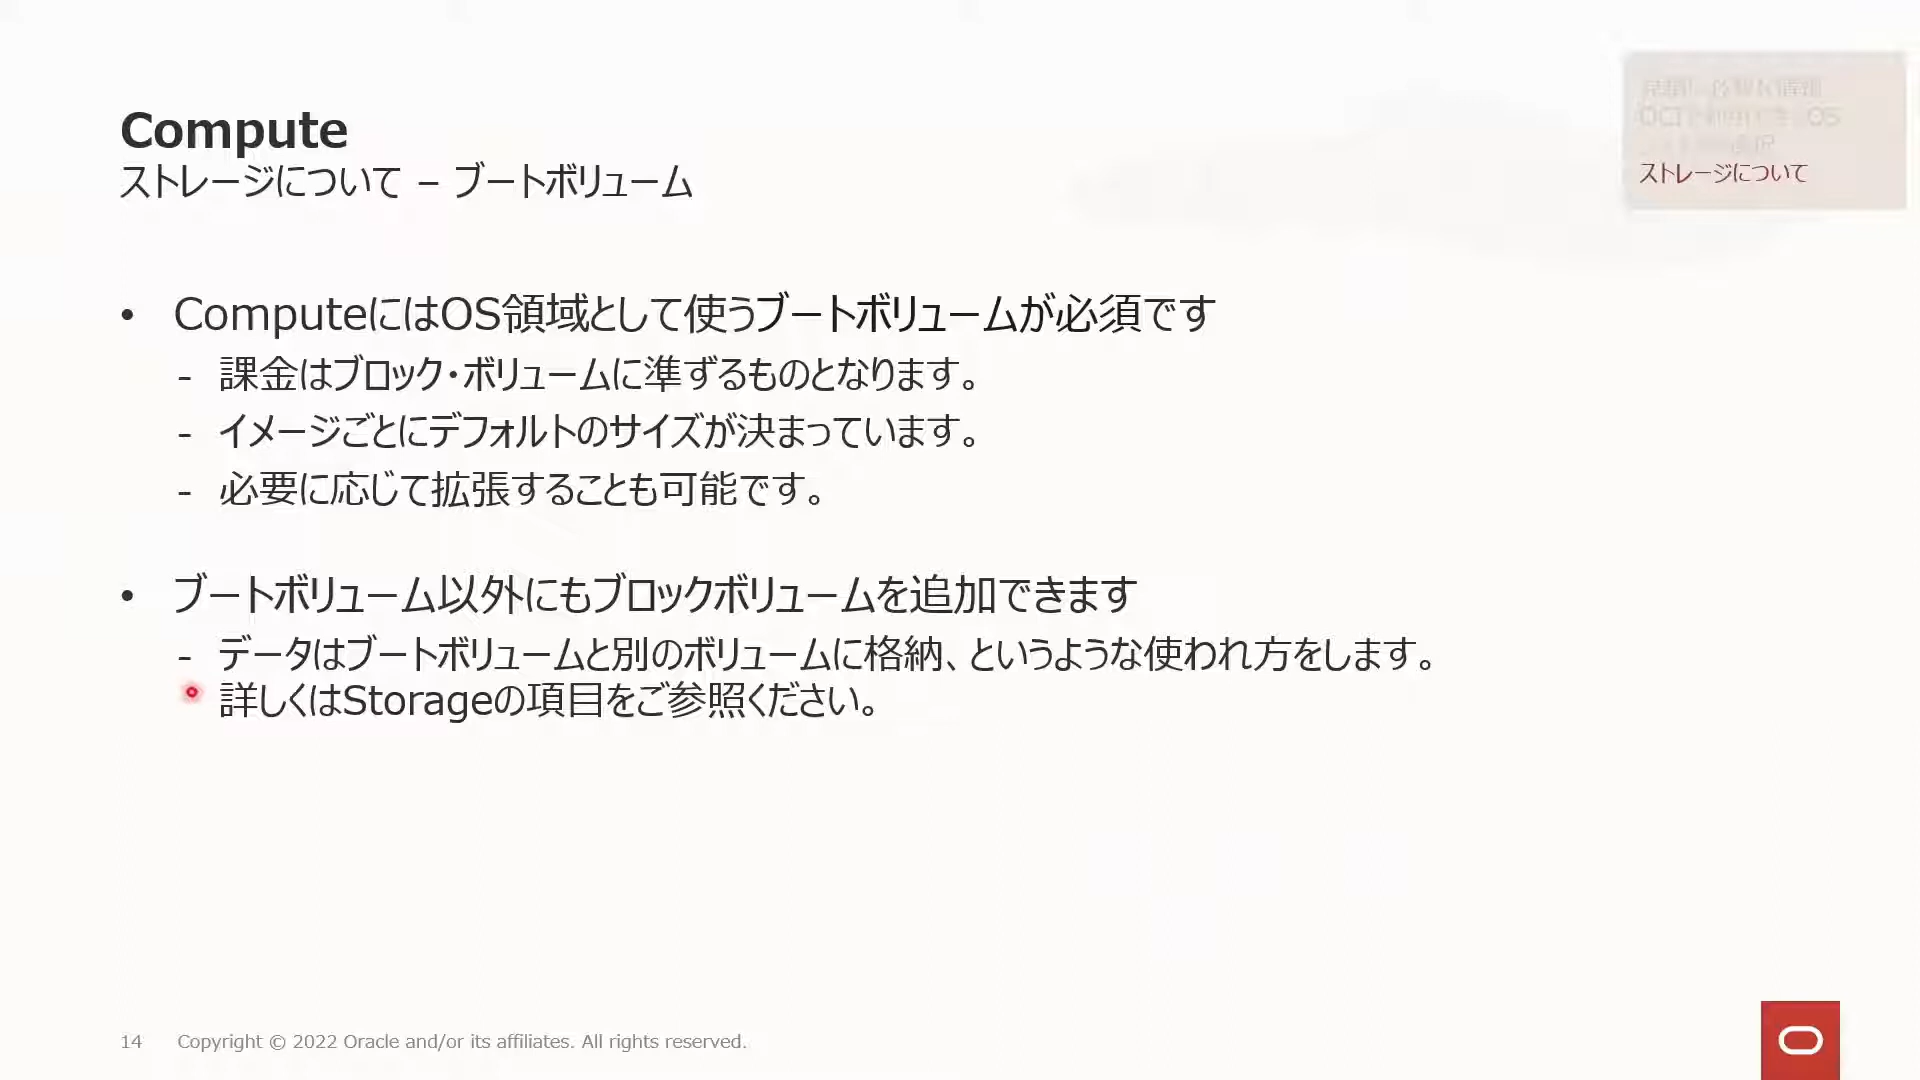 Compute
ストレージについて – ブートボリューム
ストレージについて
• ComputeにはOS領域として使うブートボリュームが必須です
- 課金はブロック・ボリュームに準ずるものとなります。
- イメージごとにデフォルトのサイズが決まっています。
- 必要に応じて拡張することも可能です。
• ブートボリューム以外にもブロックボリュームを追加できます
- データはブートボリュームと別のボリュームに格納、というような使われ方をします。
詳しくはStorageの項目をご参照ください。
14 Copyright © 2022 Oracle and/or its affiliates. All rights reserved.